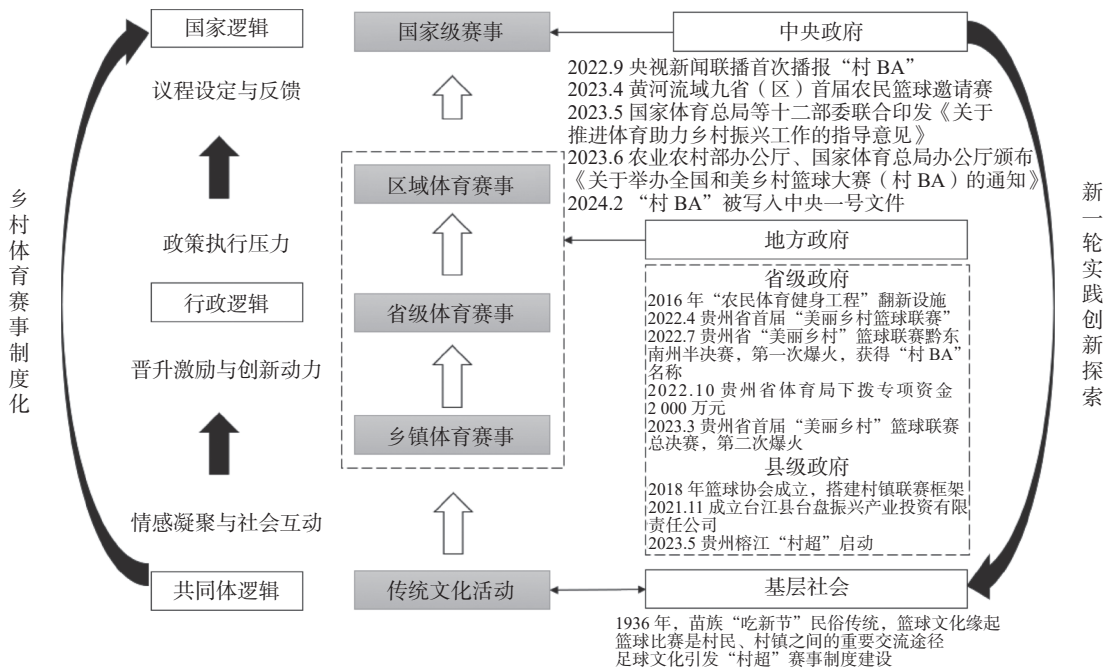 国家逻辑
国家级赛事
中央政府
议程设定与反馈
2022.9 央视新闻联播首次播报“村 BA”
2023.4 黄河流域九省（区）首届农民篮球邀请赛
2023.5 国家体育总局等十二部委联合印发《关于
推进体育助力乡村振兴工作的指导意见》
2023.6 农业农村部办公厅、国家体育总局办公厅颁布
《关于举办全国和美乡村篮球大赛（村 BA）的通知》
2024.2 “村 BA”被写入中央一号文件
区域体育赛事
乡村体育赛事制度化
新一轮实践创新探索
政策执行压力
地方政府
行政逻辑
省级体育赛事
省级政府
2016 年“农民体育健身工程”翻新设施
2022.4 贵州省首届“美丽乡村篮球联赛”
2022.7 贵州省“美丽乡村”篮球联赛黔东
南州半决赛，第一次爆火，获得“村 BA”
名称
2022.10 贵州省体育局下拨专项资金
2 000 万元
2023.3 贵州省首届“美丽乡村”篮球联赛
总决赛，第二次爆火
晋升激励与创新动力
乡镇体育赛事
县级政府
2018 年篮球协会成立，搭建村镇联赛框架
2021.11 成立台江县台盘振兴产业投资有限
责任公司
2023.5 贵州榕江“村超”启动
情感凝聚与社会互动
共同体逻辑
传统文化活动
基层社会
1936 年，苗族“吃新节”民俗传统，篮球文化缘起
篮球比赛是村民、村镇之间的重要交流途径
足球文化引发“村超”赛事制度建设